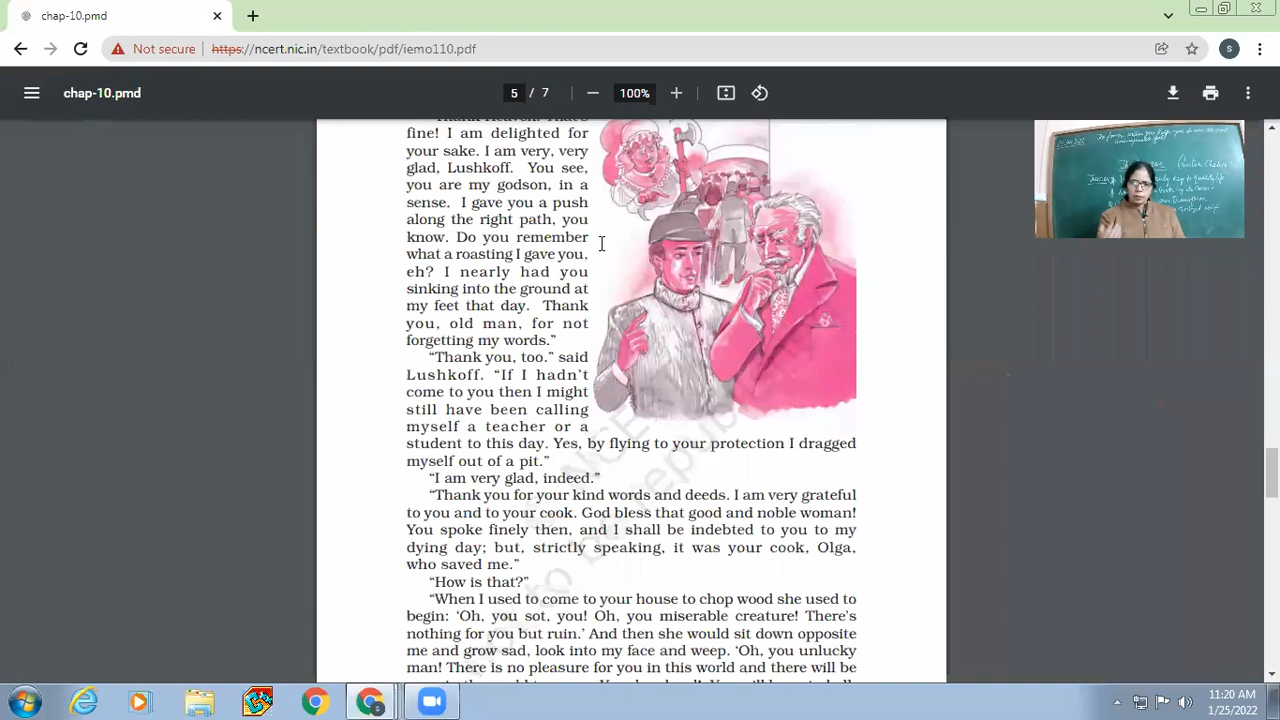 chap-10.pmd
Not secure
https://ncert.nic.in/textbook/pdf/iemo110.pdf
S
chap-10.pmd
5 / 7
100%
"Thank Heaven! That's
fine! I am delighted for
your sake. I am very, very
glad, Lushkoff. You see,
you are my godson, in a
sense. I gave you a push
along the right path, you
know. Do you remember
what a roasting I gave you,
eh? I nearly had you
sinking into the ground at
my feet that day. Thank
you, old man, for not
forgetting my words."
"Thank you, too." said
Lushkoff. "If I hadn't
come to you then I might
still have been calling
myself a teacher or a
student to this day. Yes, by flying to your protection I dragged
myself out of a pit."
"I am very glad, indeed."
"Thank you for your kind words and deeds. I am very grateful
to you and to your cook. God bless that good and noble woman!
You spoke finely then, and I shall be indebted to you to my
dying day; but, strictly speaking, it was your cook, Olga,
who saved me."
"How is that?"
"When I used to come to your house to chop wood she used to
begin: 'Oh, you sot, you! Oh, you miserable creature! There's
nothing for you but ruin.' And then she would sit down opposite
me and grow sad, look into my face and weep. 'Oh, you unlucky
man! There is no pleasure for you in this world and there will be
11:20 AM
1/25/2022